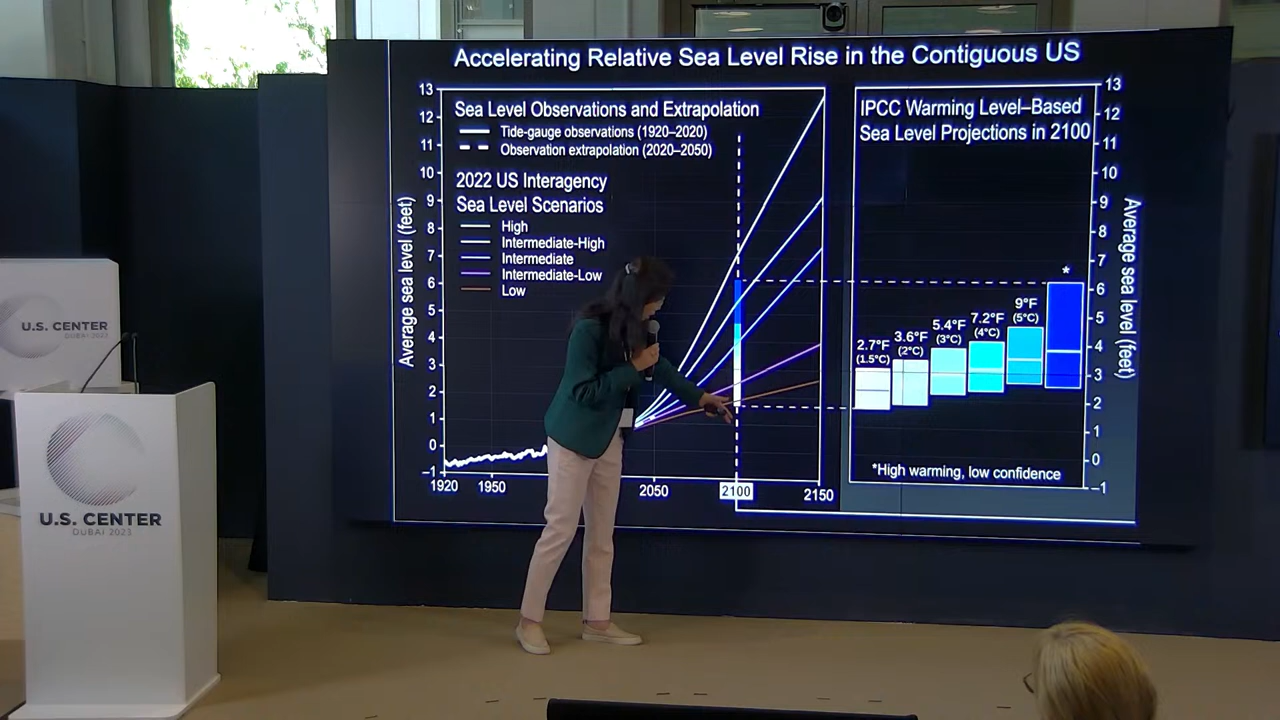 Accelerating Relative Sea Level Rise in the Contiguous US
Average sea level (feet)
13
12
11
10
9
8
7
6
5
4
3
2
1
0
−1
Sea Level Observations and Extrapolation
Tide-gauge observations (1920–2020)
Observation extrapolation (2020–2050)
2022 US Interagency
Sea Level Scenarios
High
Intermediate-High
Intermediate
Intermediate-Low
Low
1920
1950
2050
2100
2150
IPCC Warming Level–Based
Sea Level Projections in 2100
2.7°F
(1.5°C)
3.6°F
(2°C)
5.4°F
(3°C)
7.2°F
(4°C)
9°F
(5°C)
*
*High warming, low confidence
13
12
11
10
9
8
7
6
5
4
3
2
1
0
−1
Average sea level (feet)
U.S. CENTER
DUBAI 2023
U.S. CENTER
DUBAI 2023